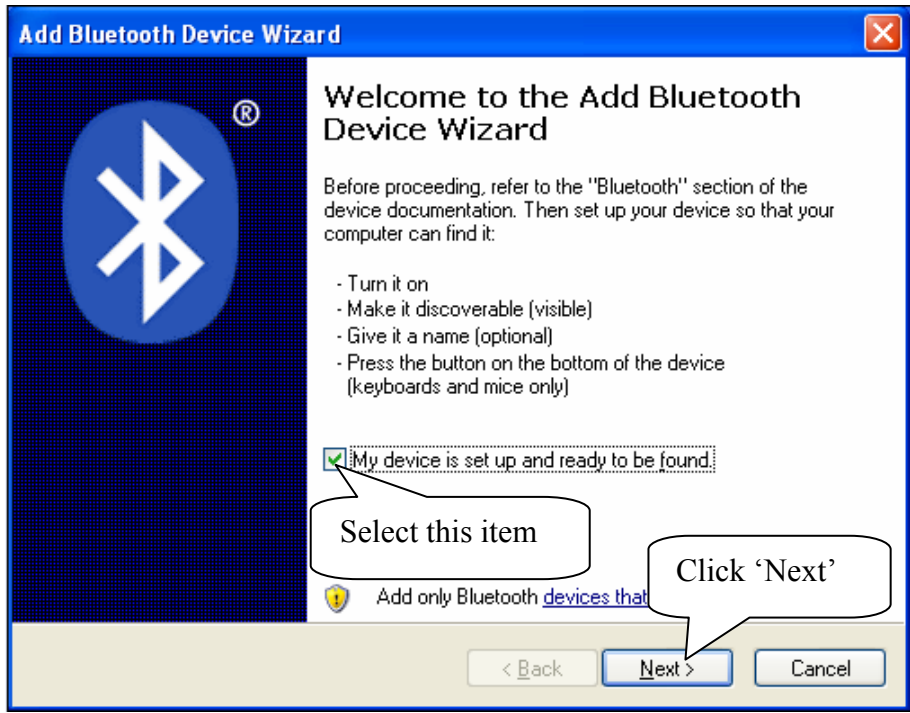 Add Bluetooth Device Wizard
®
Welcome to the Add Bluetooth
Device Wizard
Before proceeding, refer to the "Bluetooth" section of the
device documentation. Then set up your device so that your
computer can find it:
- Turn it on
- Make it discoverable (visible)
- Give it a name (optional)
- Press the button on the bottom of the device
(keyboards and mice only)
My device is set up and ready to be found.
Select this item
Click ‘Next’
Add only Bluetooth devices that
< Back
Next >
Cancel